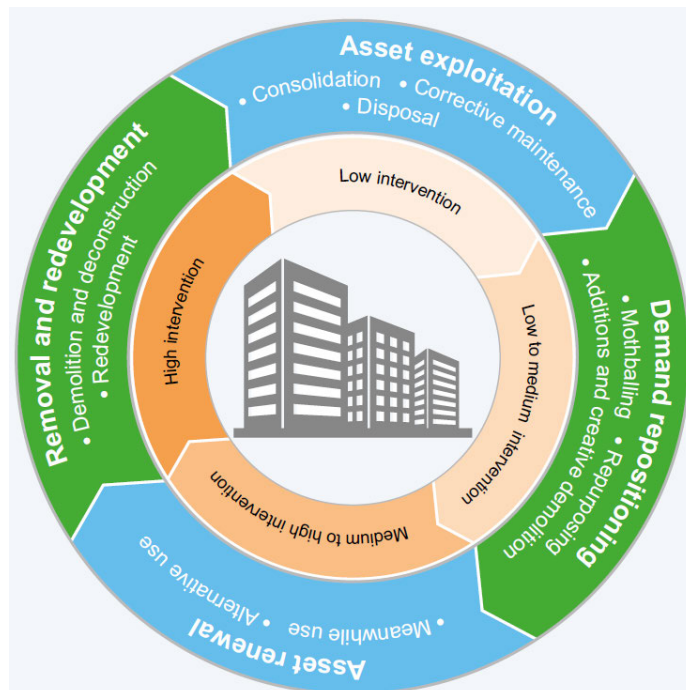 Asset exploitation
• Consolidation • Corrective maintenance
• Disposal
Low intervention
Demand repositioning
• Mothballing • Repurposing
• Additions and creative demolition
Low to medium intervention
Asset renewal
• Meanwhile use • Alternative use
Medium to high intervention
Removal and redevelopment
• Demolition and deconstruction
• Redevelopment
High intervention